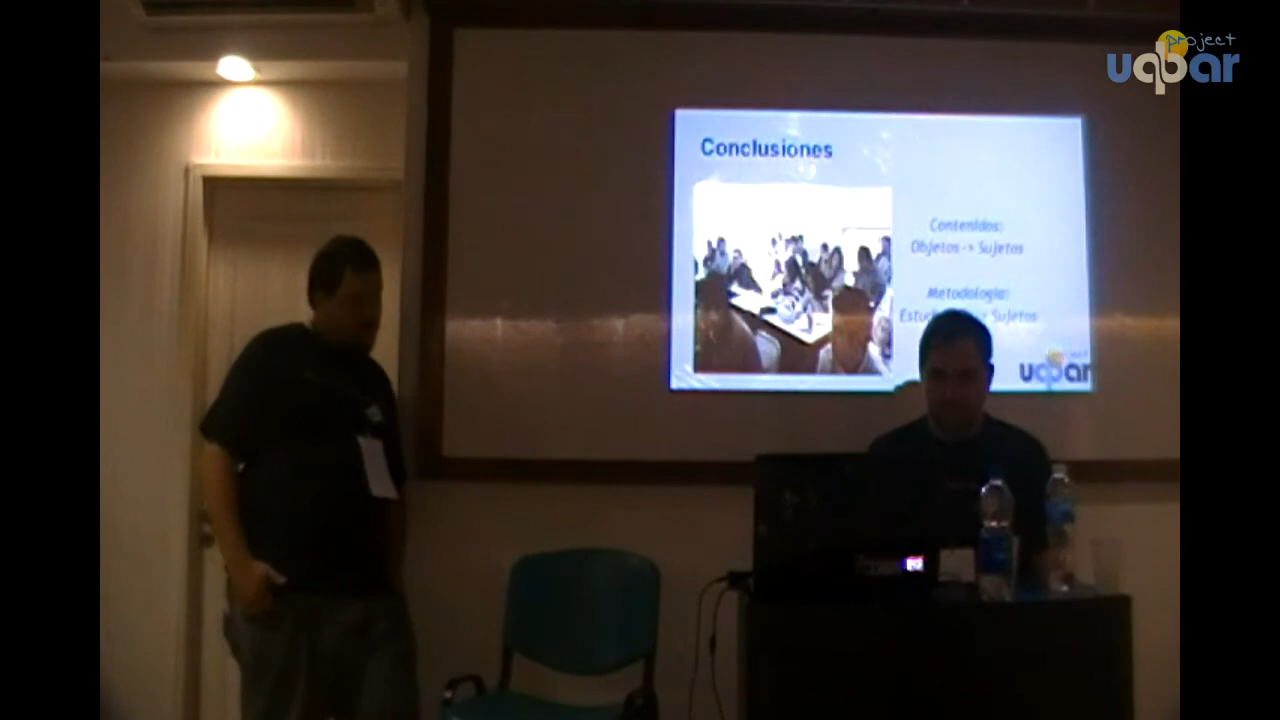 project
uqbar
Conclusiones
Contenidos:
Objetos -> Sujetos
Metodología:
Sujetos
uqbar